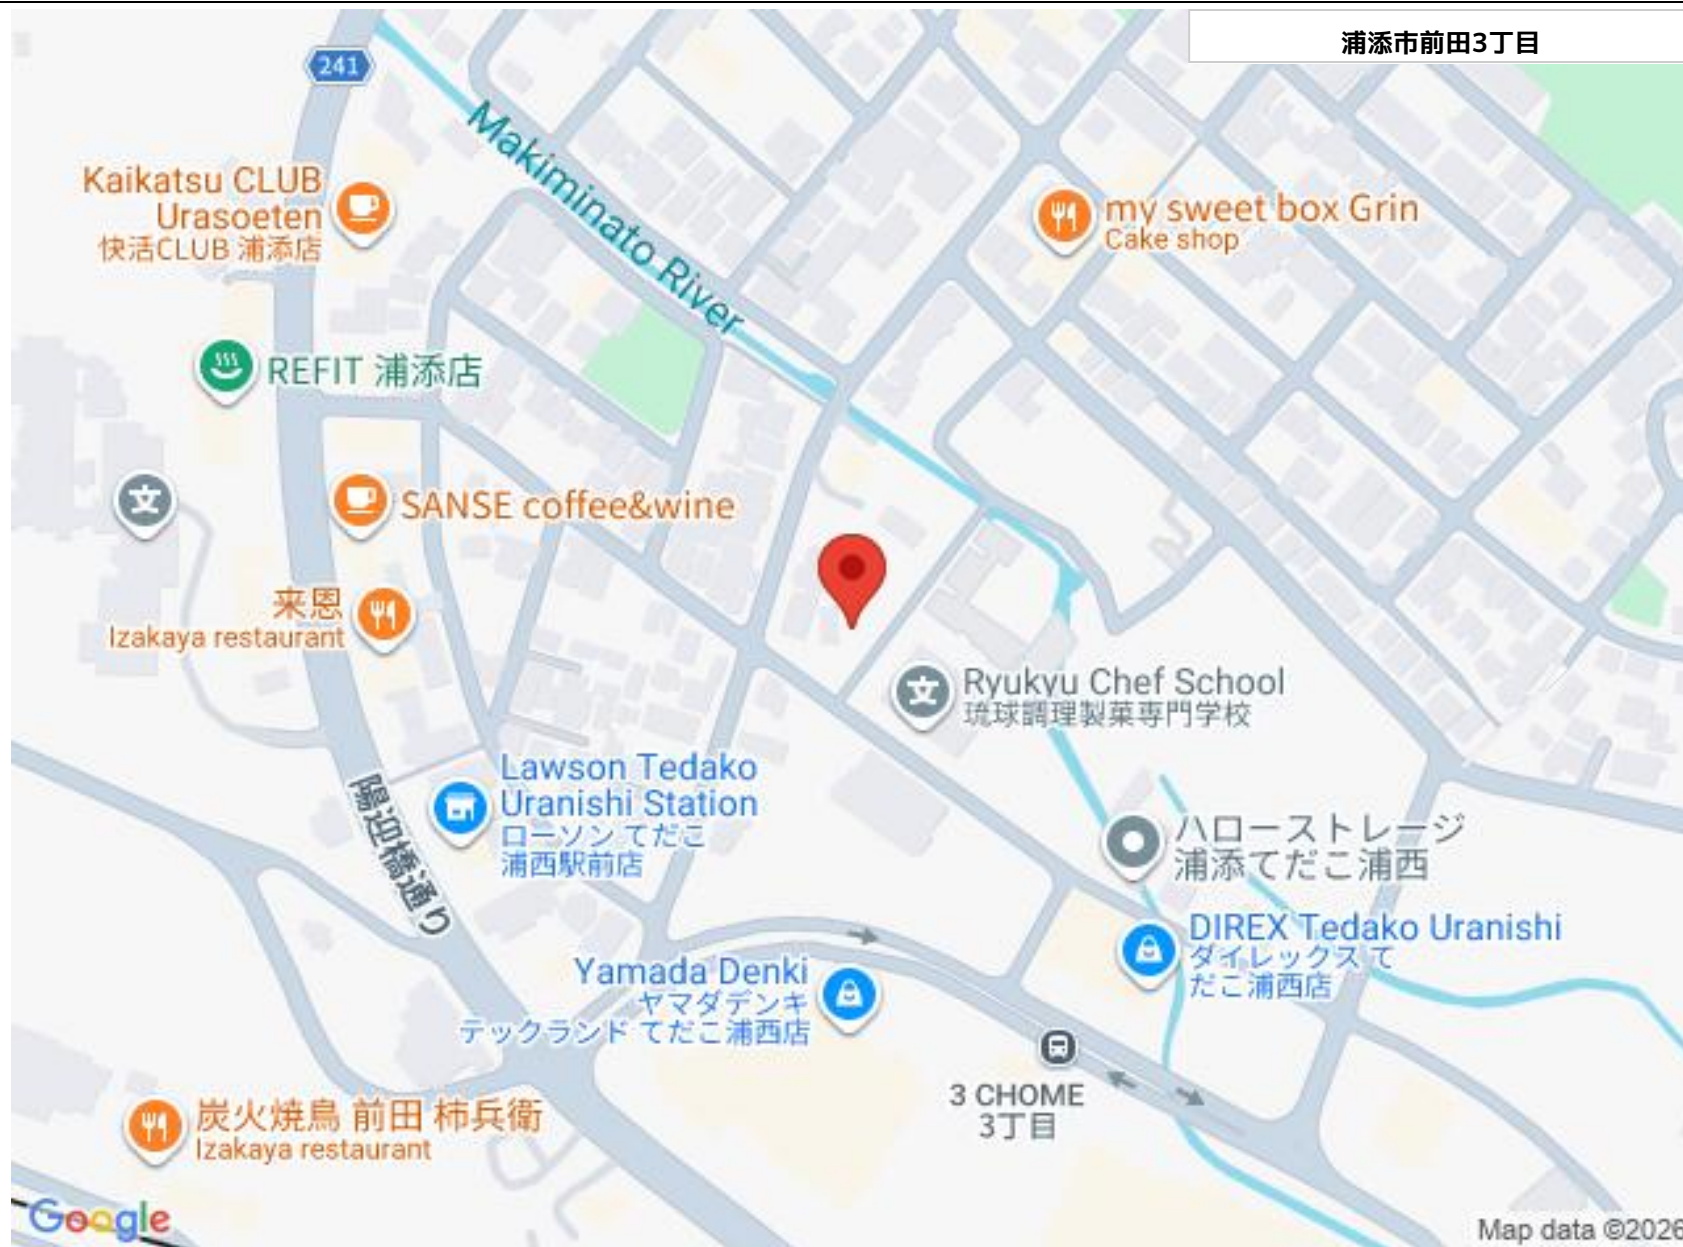 浦添市前田3丁目
241
Makiminato River
Kaikatsu CLUB
Urasoeten
快活CLUB 浦添店
my sweet box Grin
Cake shop
REFIT 浦添店
文
SANSE coffee&wine
来恩
Izakaya restaurant
文
Ryukyu Chef School
琉球調理製菓専門学校
Lawson Tedako
Uranishi Station
ローソン てだこ
浦西駅前店
陽迎橋通り
ハローストレージ
浦添てだこ浦西
DIREX Tedako Uranishi
ダイレックス て
だこ浦西店
Yamada Denki
ヤマダデンキ
テックランド てだこ浦西店
3 CHOME
3丁目
炭火焼鳥 前田 柿兵衛
Izakaya restaurant
Google
Map data ©2026